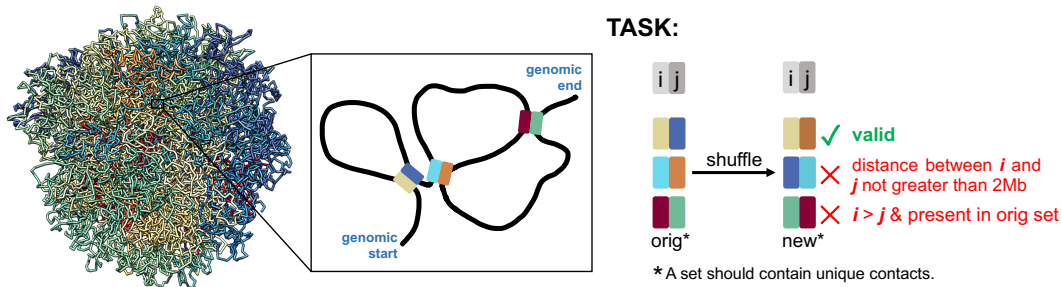 TASK:
genomic
end
genomic
start
i j
i j
shuffle
valid
distance between i and
j not greater than 2Mb
i > j & present in orig set
orig*
new*
* A set should contain unique contacts.